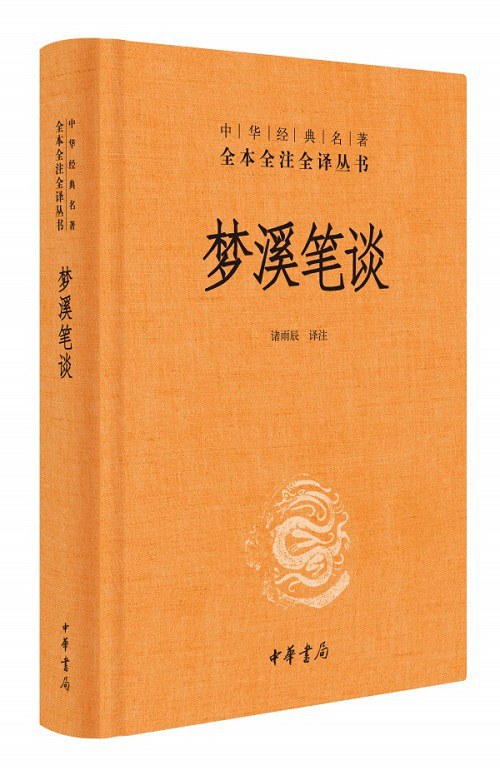 中华经典名著
全本全注全译丛书
梦溪笔谈
诸雨辰 译注
中華書局
中华经典名著
全本全注全译丛书
梦溪笔谈
中華書局